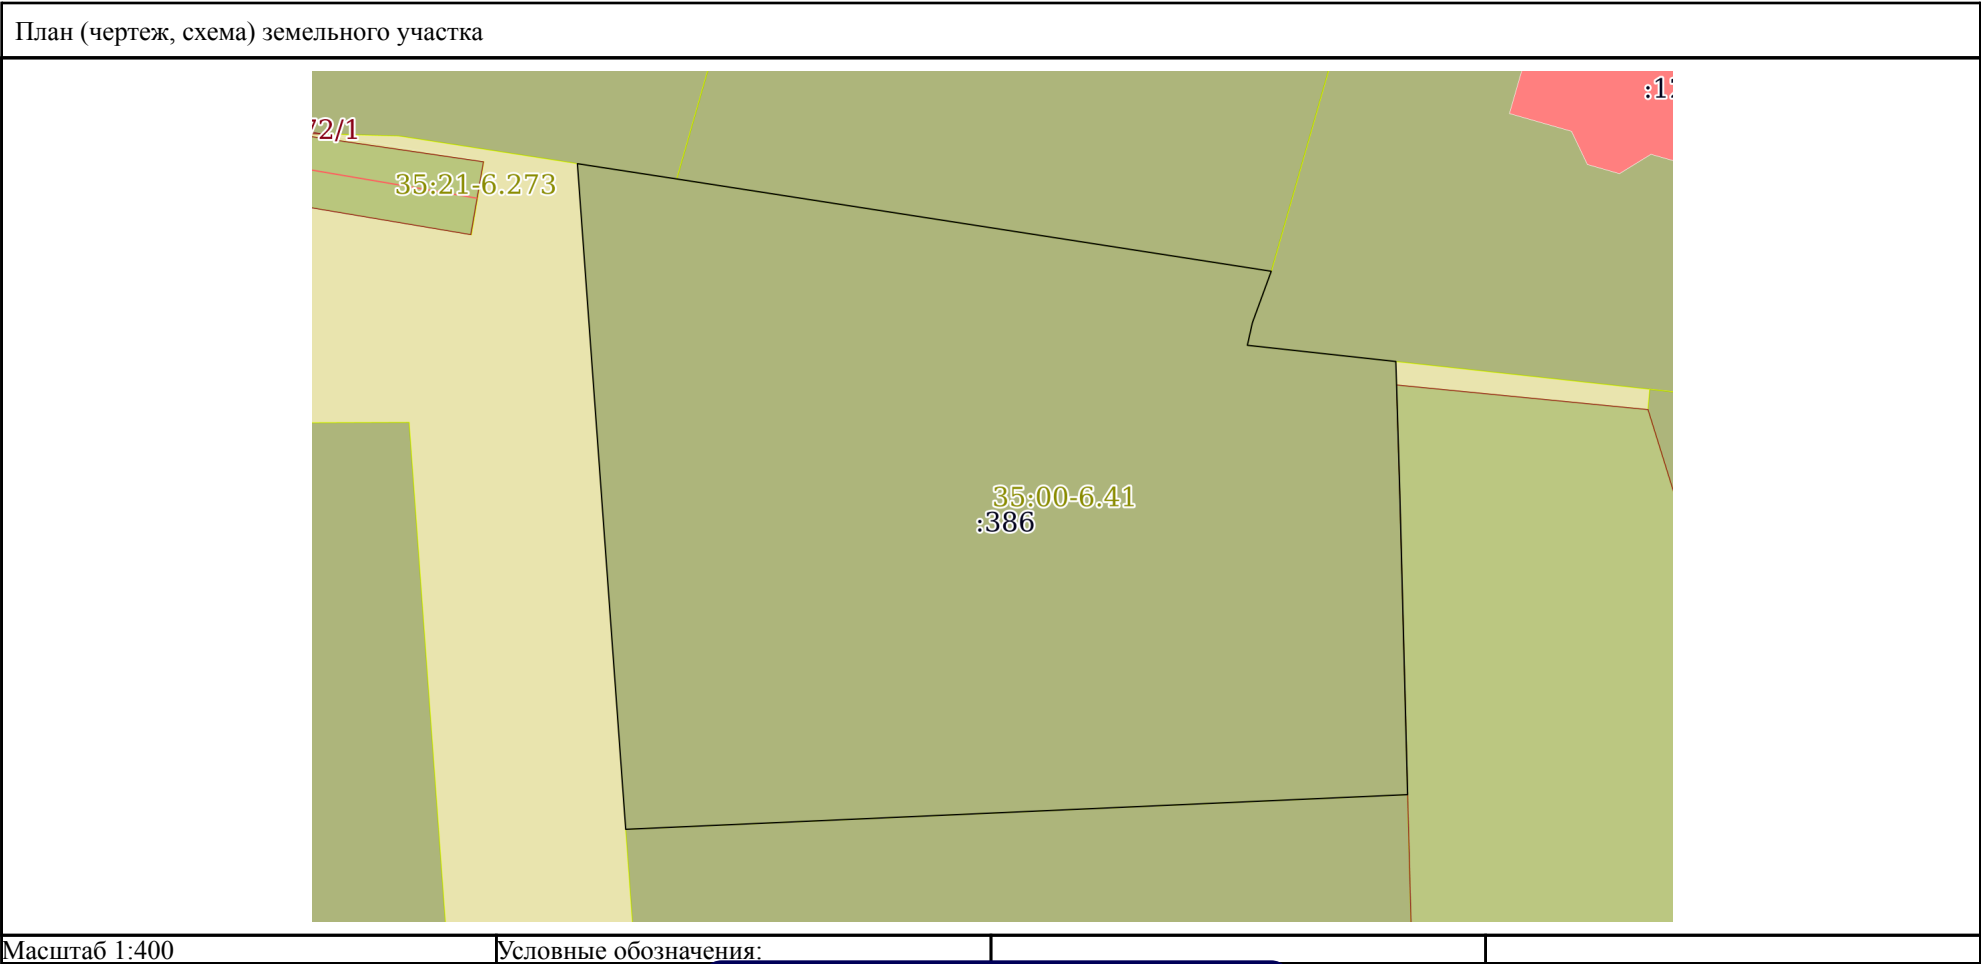 План (чертеж, схема) земельного участка
72/1
35:21-6.273
35:00-6.41
:386
Масштаб 1:400
Условные обозначения: